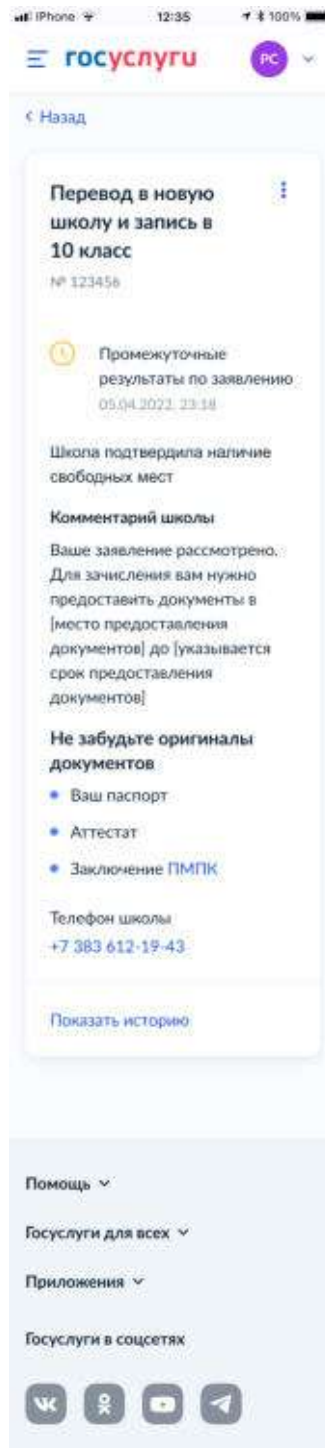 iPhone 12:35 100%
госуслуги РС
Назад
Перевод в новую
школу и запись в
10 класс
№ 123456
Промежуточные
результаты по заявлению
05.04.2022, 23:18
Школа подтвердила наличие
свободных мест
Комментарий школы
Ваше заявление рассмотрено.
Для зачисления вам нужно
предоставить документы в
[место предоставления
документов] до [указывается
срок предоставления
документов]
Не забудьте оригиналы
документов
• Ваш паспорт
• Аттестат
• Заключение ПМПК
Телефон школы
+7 383 612-19-43
Показать историю
Помощь
Госуслуги для всех
Приложения
Госуслуги в соцсетях